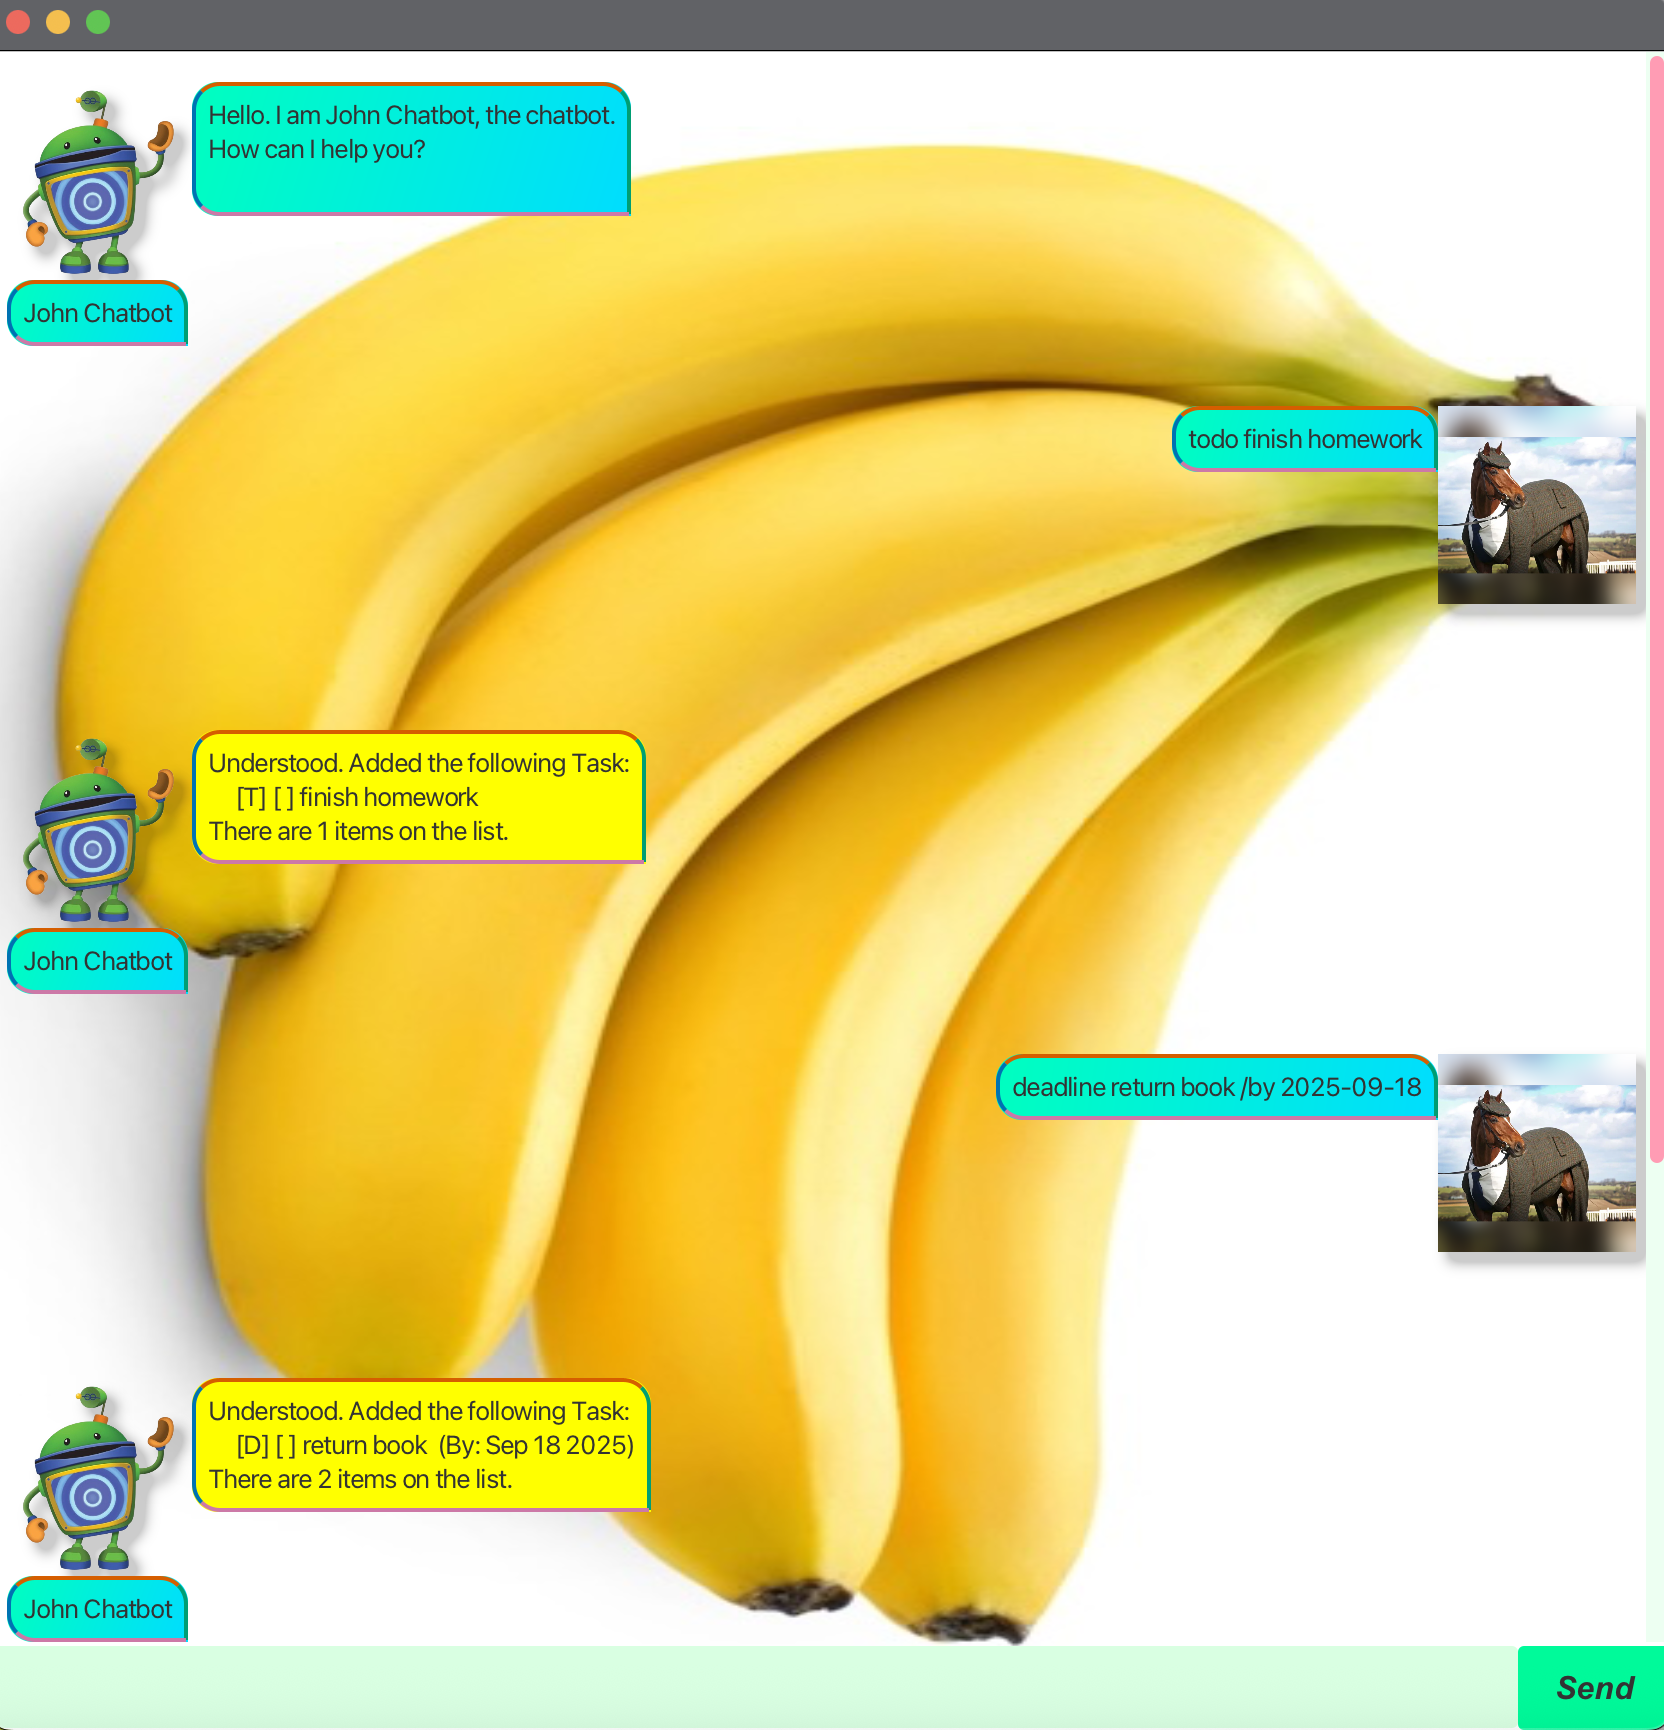 Hello. I am John Chatbot, the chatbot.
How can I help you?
John Chatbot
todo finish homework
Understood. Added the following Task:
[T] [ ] finish homework
There are 1 items on the list.
John Chatbot
deadline return book /by 2025-09-18
Understood. Added the following Task:
[D] [ ] return book  (By: Sep 18 2025)
There are 2 items on the list.
John Chatbot
Send